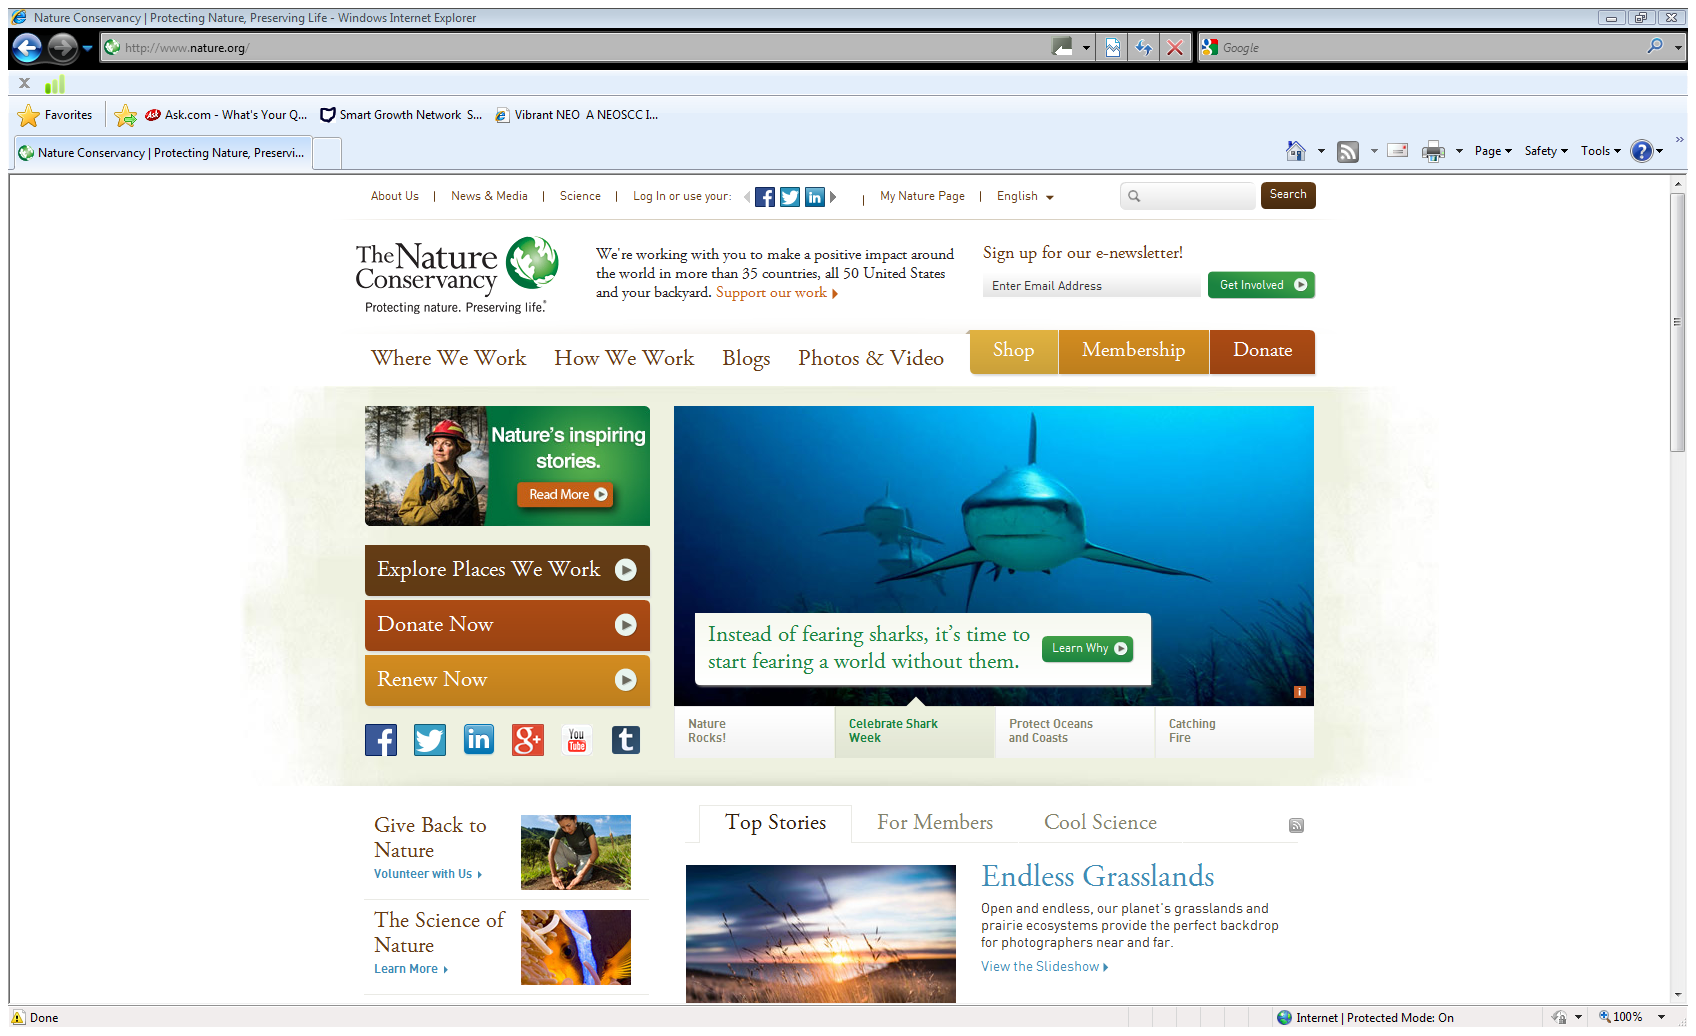 Nature Conservancy | Protecting Nature, Preserving Life - Windows Internet Explorer
http://www.nature.org/
Google
X
Favorites
Ask.com - What's Your Q...
Smart Growth Network S...
Vibrant NEO A NEOSCC I...
Nature Conservancy | Protecting Nature, Preservi...
Page
Safety
Tools
About Us | News & Media | Science | Log In or use your: | My Nature Page | English
Search
The Nature
Conservancy
Protecting nature. Preserving life.®
We're working with you to make a positive impact around
the world in more than 35 countries, all 50 United States
and your backyard. Support our work
Sign up for our e-newsletter!
Enter Email Address
Get Involved
Where We Work
How We Work
Blogs
Photos & Video
Shop
Membership
Donate
Nature's inspiring
stories.
Read More
Explore Places We Work
Donate Now
Renew Now
You
Tube
Instead of fearing sharks, it's time to
start fearing a world without them.
Learn Why
i
Nature
Rocks!
Celebrate Shark
Week
Protect Oceans
and Coasts
Catching
Fire
Give Back to
Nature
Volunteer with Us
The Science of
Nature
Learn More
Top Stories
For Members
Cool Science
Endless Grasslands
Open and endless, our planet's grasslands and
prairie ecosystems provide the perfect backdrop
for photographers near and far.
View the Slideshow
Done
Internet | Protected Mode: On
100%